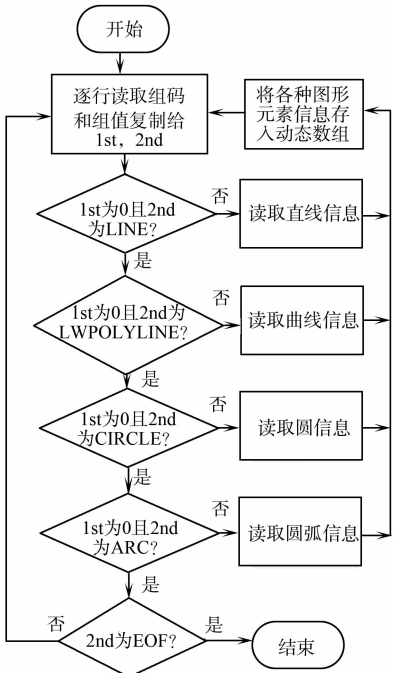 开始
逐行读取组码
和组值复制给
1st，2nd
将各种图形
元素信息存
入动态数组
1st为0且2nd
为LINE?
否
读取直线信息
是
1st为0且2nd为
LWPOLYLINE?
否
读取曲线信息
是
1st为0且2nd
为CIRCLE?
否
读取圆信息
是
1st为0且2nd
为ARC?
否
读取圆弧信息
是
否
2nd为EOF?
是
结束